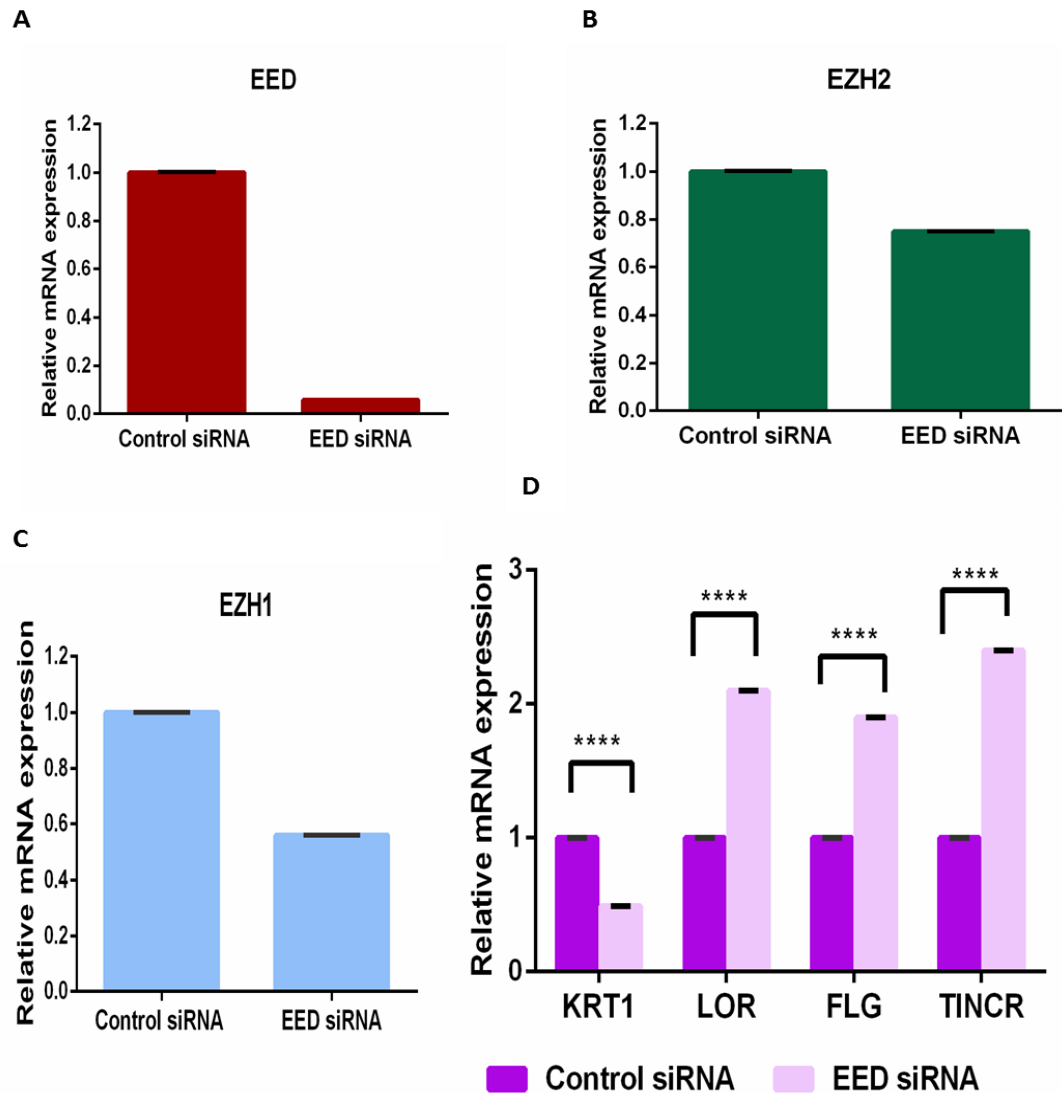 A
EED
Relative mRNA expression
1.2
1.0
0.8
0.6
0.4
0.2
0.0
Control siRNA
EED siRNA
B
EZH2
Relative mRNA expression
1.2
1.0
0.8
0.6
0.4
0.2
0.0
Control siRNA
EED siRNA
C
EZH1
Relative mRNA expression
1.2
1.0
0.8
0.6
0.4
0.2
0.0
Control siRNA
EED siRNA
D
Relative mRNA expression
3
2
1
0
****
****
****
****
KRT1
LOR
FLG
TINCR
Control siRNA
EED siRNA